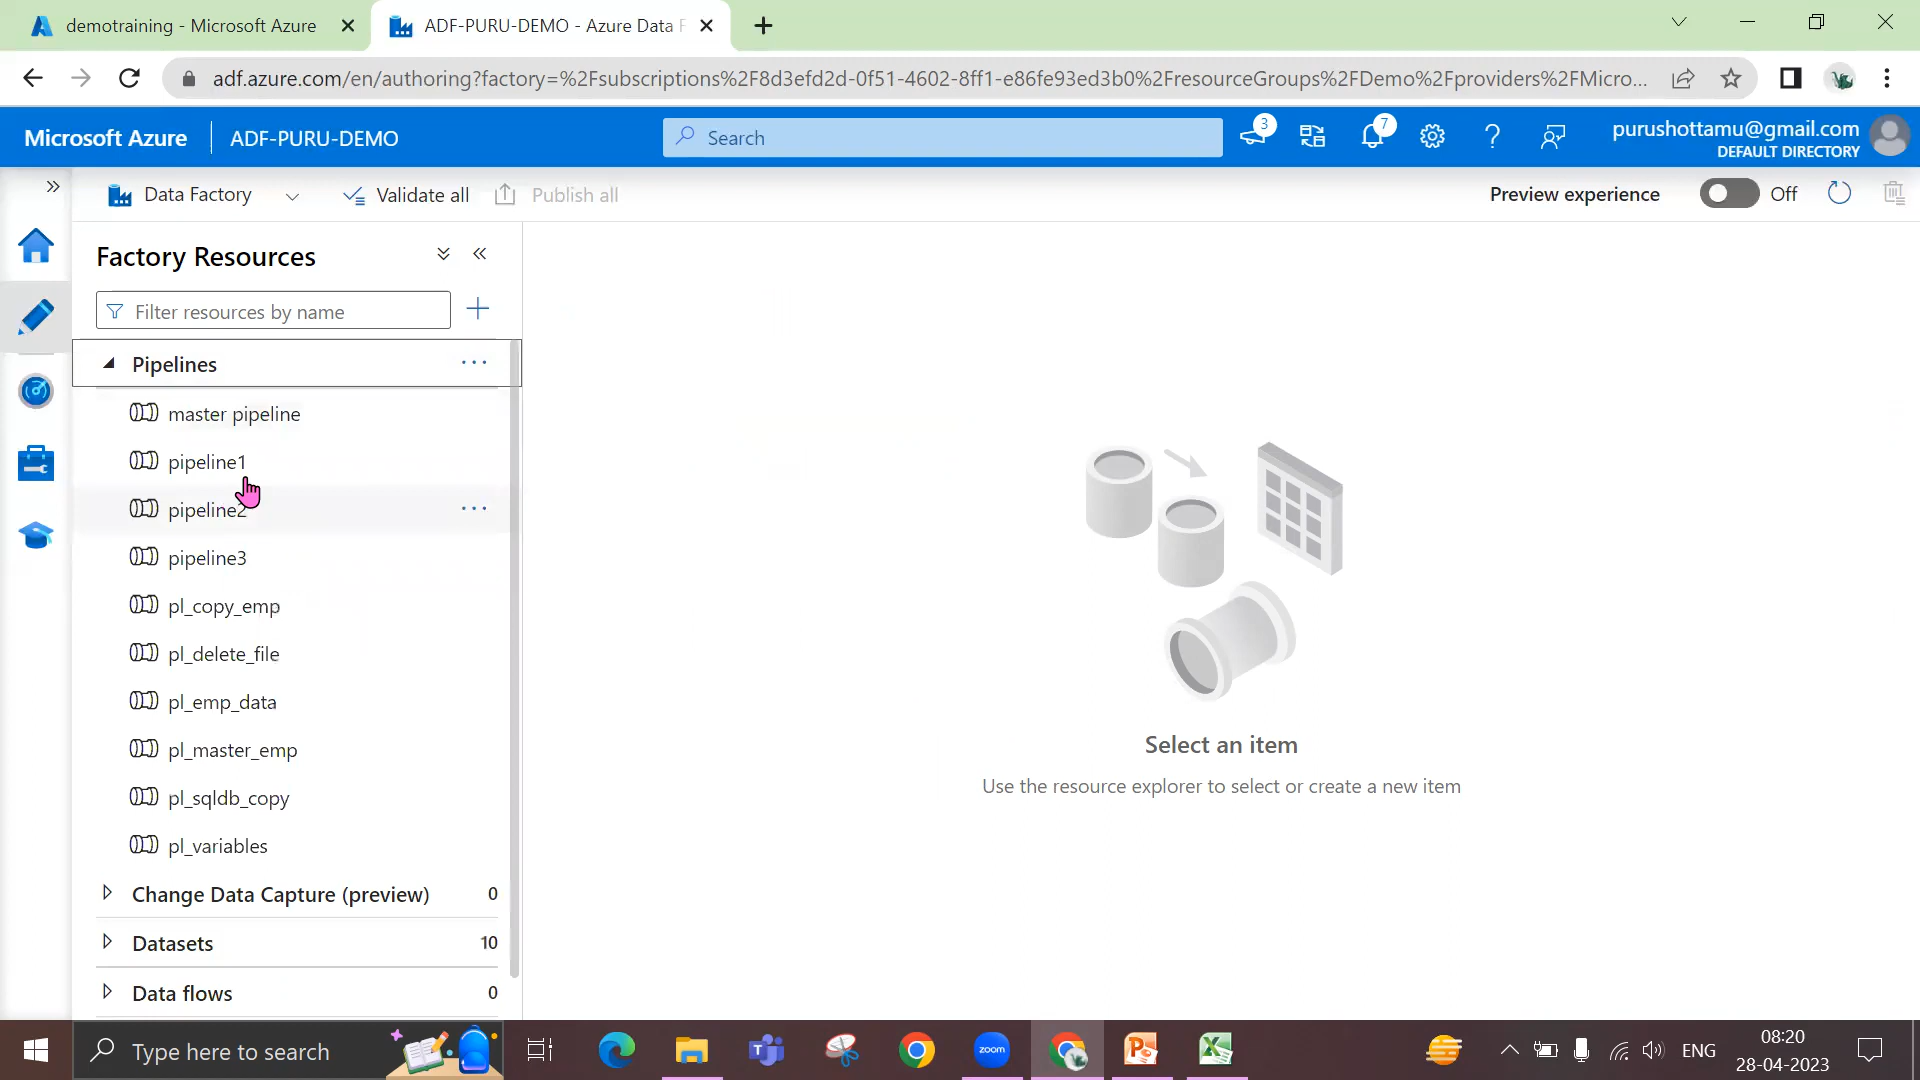 demotraining - Microsoft Azure
ADF-PURU-DEMO - Azure Data F
adf.azure.com/en/authoring?factory=%2Fsubscriptions%2F8d3efd2d-0f51-4602-8ff1-e86fe93ed3b0%2FresourceGroups%2FDemo%2Fproviders%2FMicro...
Microsoft Azure
ADF-PURU-DEMO
Search
3
7
purushottamu@gmail.com
DEFAULT DIRECTORY
Data Factory
Validate all
Publish all
Preview experience
Off
Factory Resources
Filter resources by name
Pipelines
master pipeline
pipeline1
pipeline2
pipeline3
pl_copy_emp
pl_delete_file
pl_emp_data
pl_master_emp
pl_sqldb_copy
pl_variables
Change Data Capture (preview) 0
Datasets 10
Data flows 0
Select an item
Use the resource explorer to select or create a new item
Type here to search
zoom
ENG
08:20
28-04-2023